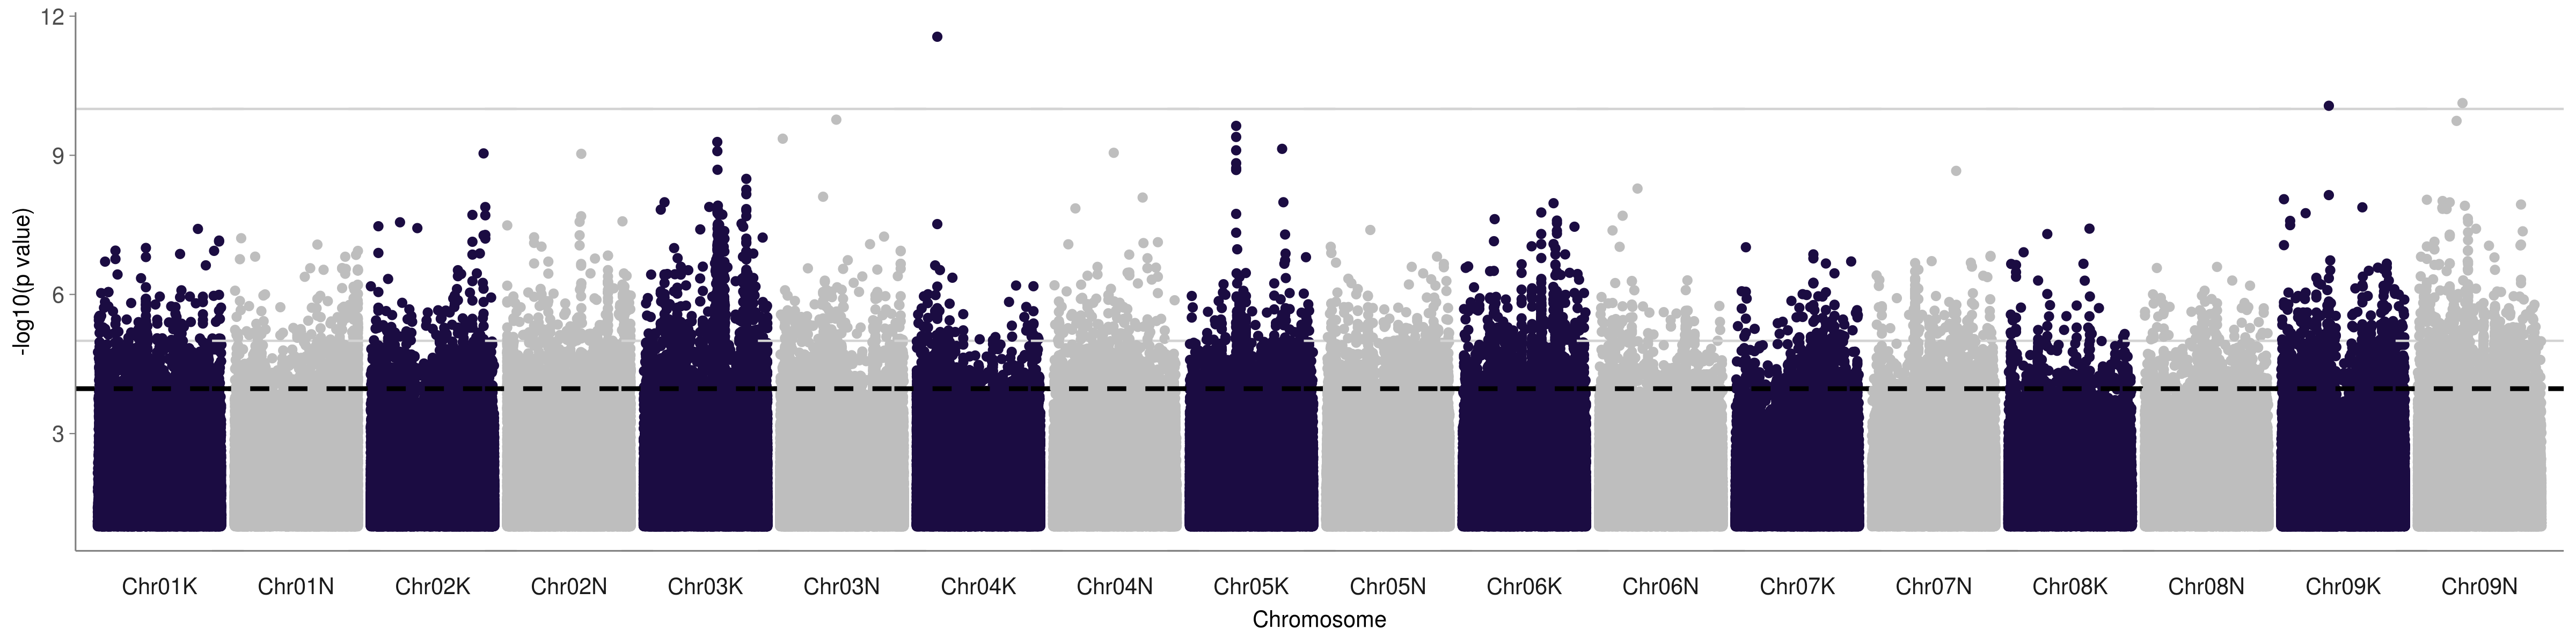 12
9
6
3
-log10(p value)
Chr01K Chr01N Chr02K Chr02N Chr03K Chr03N Chr04K Chr04N Chr05K Chr05N Chr06K Chr06N Chr07K Chr07N Chr08K Chr08N Chr09K Chr09N
Chromosome